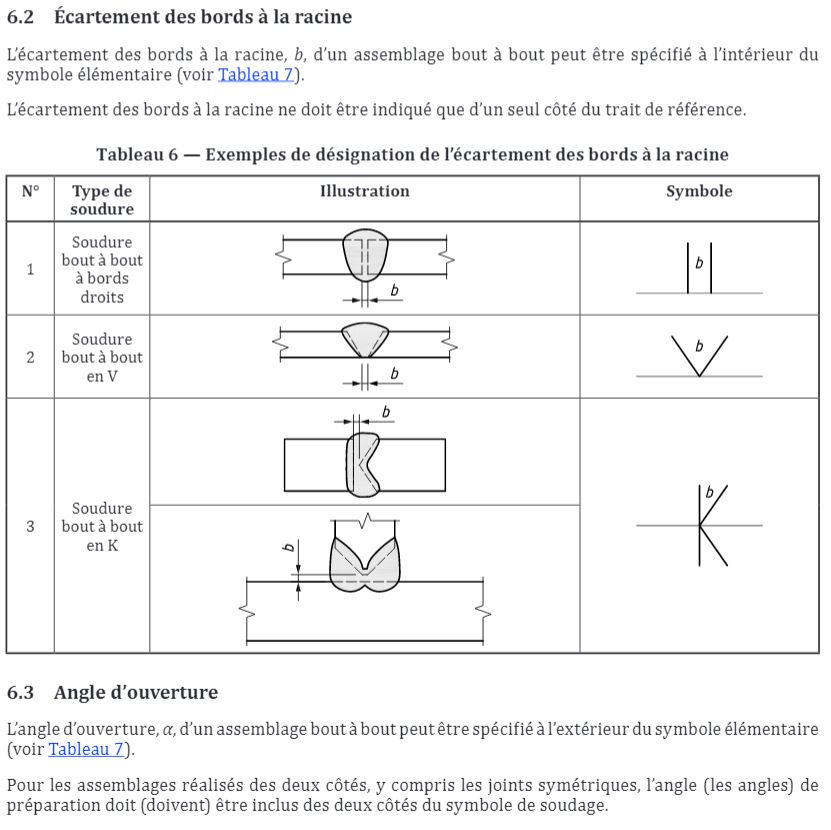 6.2 Écartement des bords à la racine
L’écartement des bords à la racine, b, d’un assemblage bout à bout peut être spécifié à l’intérieur du
symbole élémentaire (voir Tableau 7).
L’écartement des bords à la racine ne doit être indiqué que d’un seul côté du trait de référence.
Tableau 6 — Exemples de désignation de l’écartement des bords à la racine
N° Type de soudure Illustration Symbole
1
Soudure
bout à bout
à bords
droits
b
b
2
Soudure
bout à bout
en V
b
b
3
Soudure
bout à bout
en K
b
b
b
6.3 Angle d’ouverture
L’angle d’ouverture, α, d’un assemblage bout à bout peut être spécifié à l’extérieur du symbole élémentaire
(voir Tableau 7).
Pour les assemblages réalisés des deux côtés, y compris les joints symétriques, l’angle (les angles) de
préparation doit (doivent) être inclus des deux côtés du symbole de soudage.